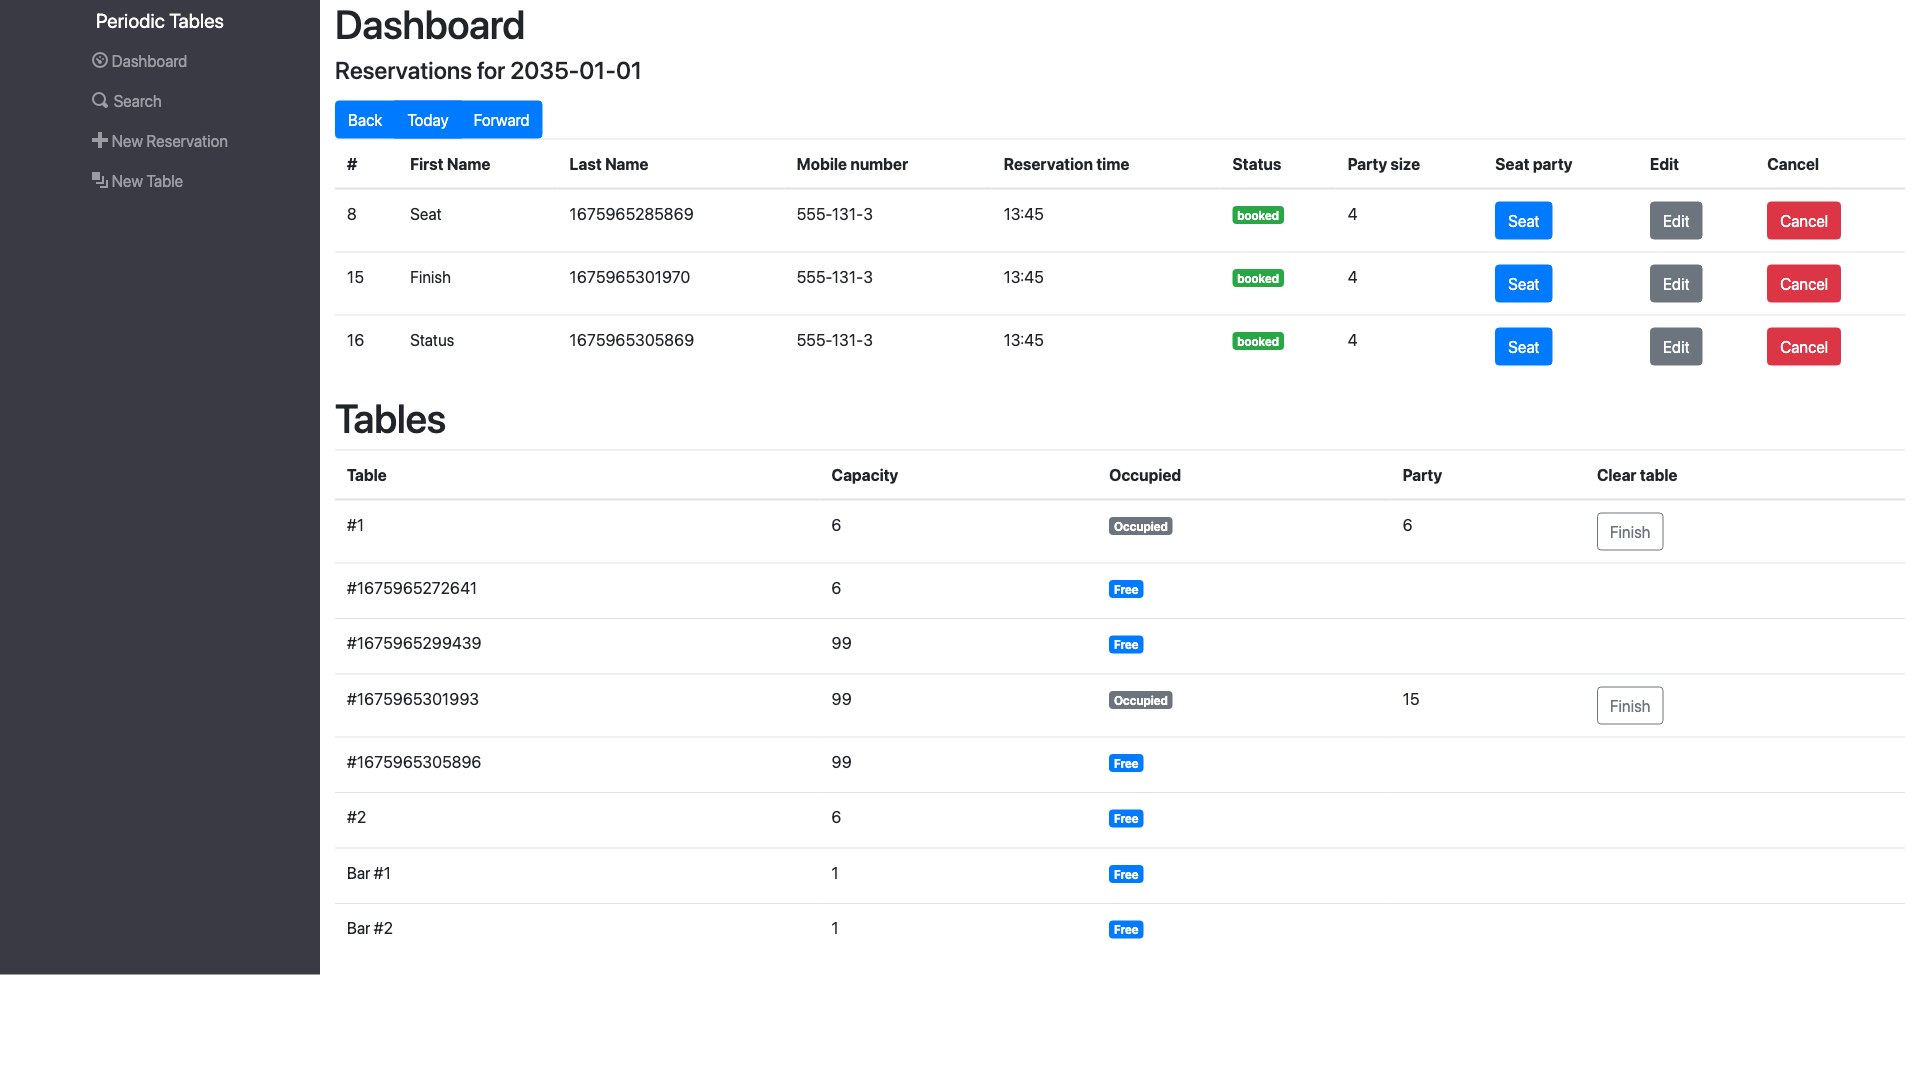 Periodic Tables
Dashboard
Search
New Reservation
New Table
Dashboard
Reservations for 2035-01-01
Back Today Forward
# First Name Last Name Mobile number Reservation time Status Party size Seat party Edit Cancel
8 Seat 1675965285869 555-131-3 13:45 booked 4 Seat Edit Cancel
15 Finish 1675965301970 555-131-3 13:45 booked 4 Seat Edit Cancel
16 Status 1675965305869 555-131-3 13:45 booked 4 Seat Edit Cancel
Tables
Table Capacity Occupied Party Clear table
#1 6 Occupied 6 Finish
#1675965272641 6 Free
#1675965299439 99 Free
#1675965301993 99 Occupied 15 Finish
#1675965305896 99 Free
#2 6 Free
Bar #1 1 Free
Bar #2 1 Free